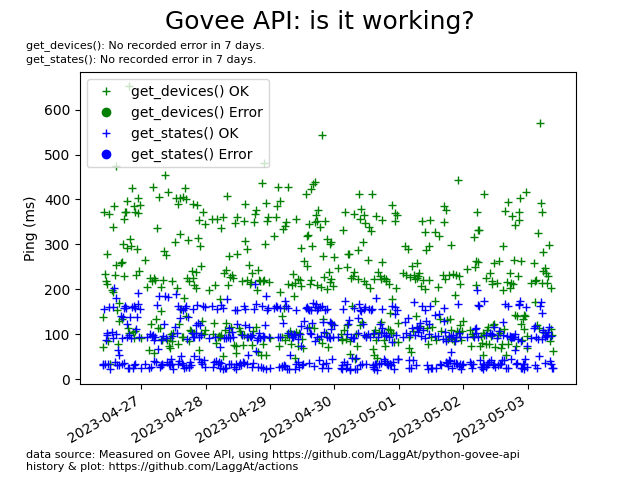 Govee API: is it working?
get_devices(): No recorded error in 7 days.
get_states(): No recorded error in 7 days.
get_devices() OK
get_devices() Error
get_states() OK
get_states() Error
Ping (ms)
600
500
400
300
200
100
0
2023-04-27
2023-04-28
2023-04-29
2023-04-30
2023-05-01
2023-05-02
2023-05-03
data source: Measured on Govee API, using https://github.com/LaggAt/python-govee-api
history & plot: https://github.com/LaggAt/actions